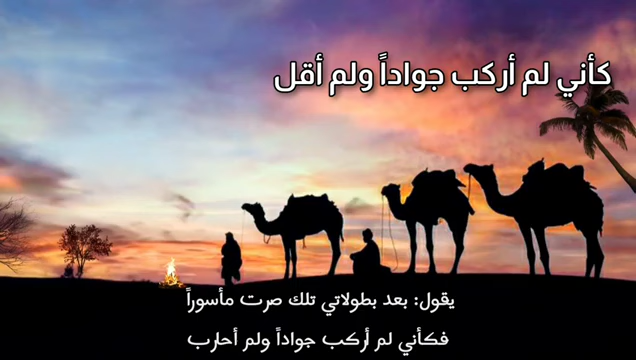 كأني لم أركب جواداً ولم أقل
يقول: بعد بطولاتي تلك صرت مأسوراً
فكأني لم أركب جواداً ولم أحارب